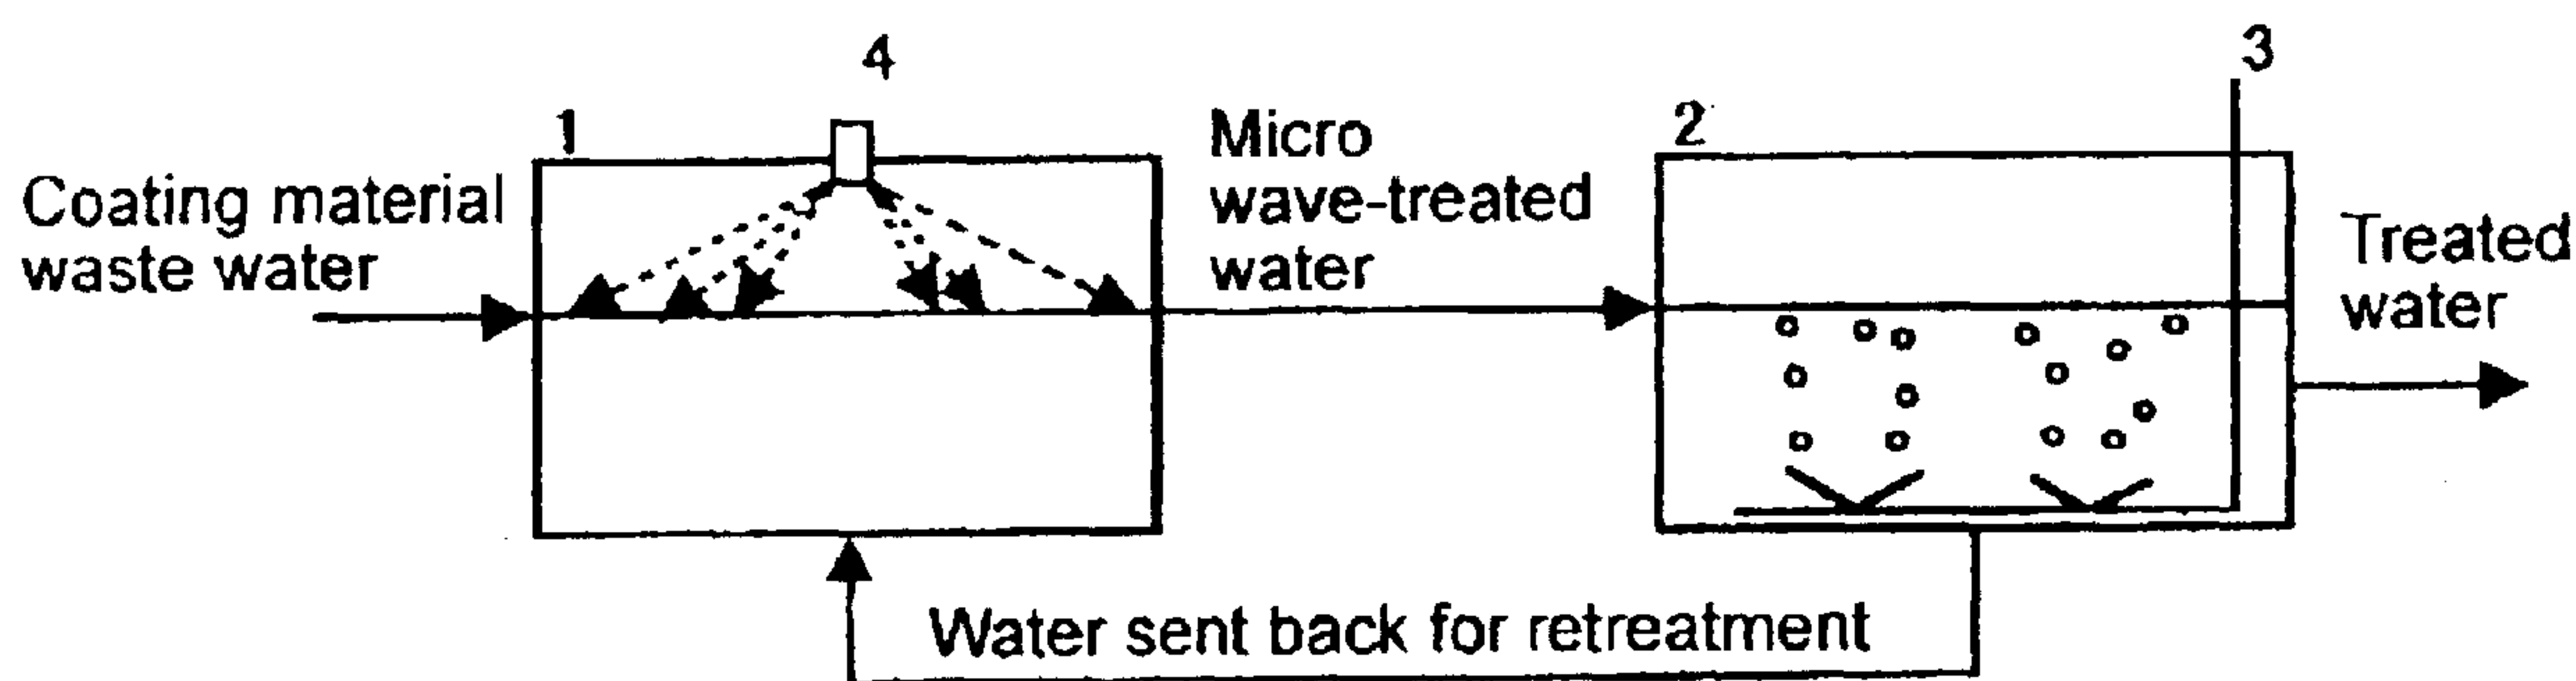 4
3
1
2
Coating material
waste water
Micro
wave-treated
water
Treated
water
Water sent back for retreatment